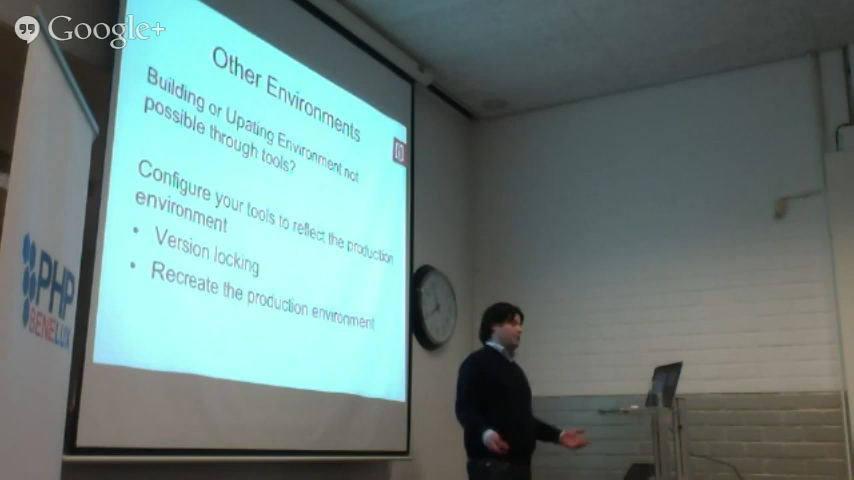 Google+
Other Environments
Building or Upating Environment not
possible through tools?
Configure your tools to reflect the production
environment
• Version locking
• Recreate the production environment
PHP
BENELUX